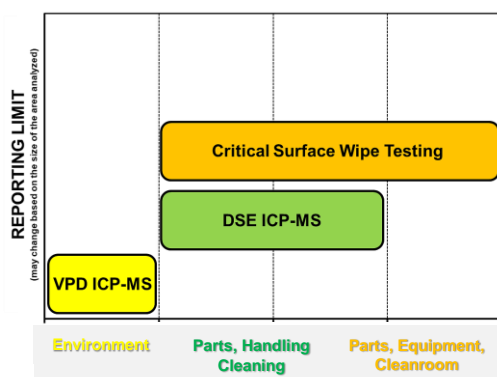 REPORTING LIMIT
(may change based on the size of the area analyzed)
Critical Surface Wipe Testing
DSE ICP-MS
VPD ICP-MS
Environment
Parts, Handling
Cleaning
Parts, Equipment,
Cleanroom